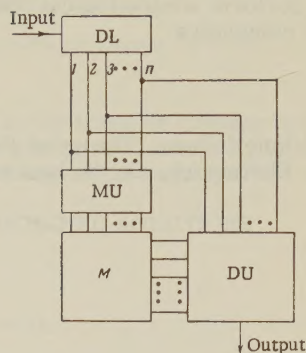 Input
DL
1 2 3 ••• n
•••
MU
•••
M
DU
•••
Output